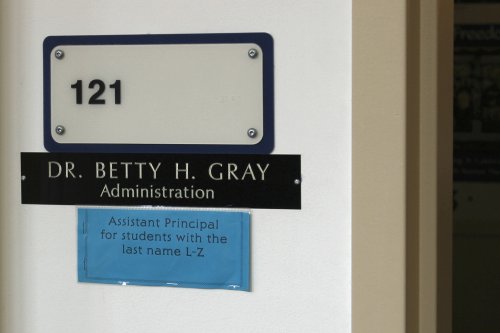 121
DR. BETTY H. GRAY
Administration
Assistant Principal
for students with the
last name L-Z